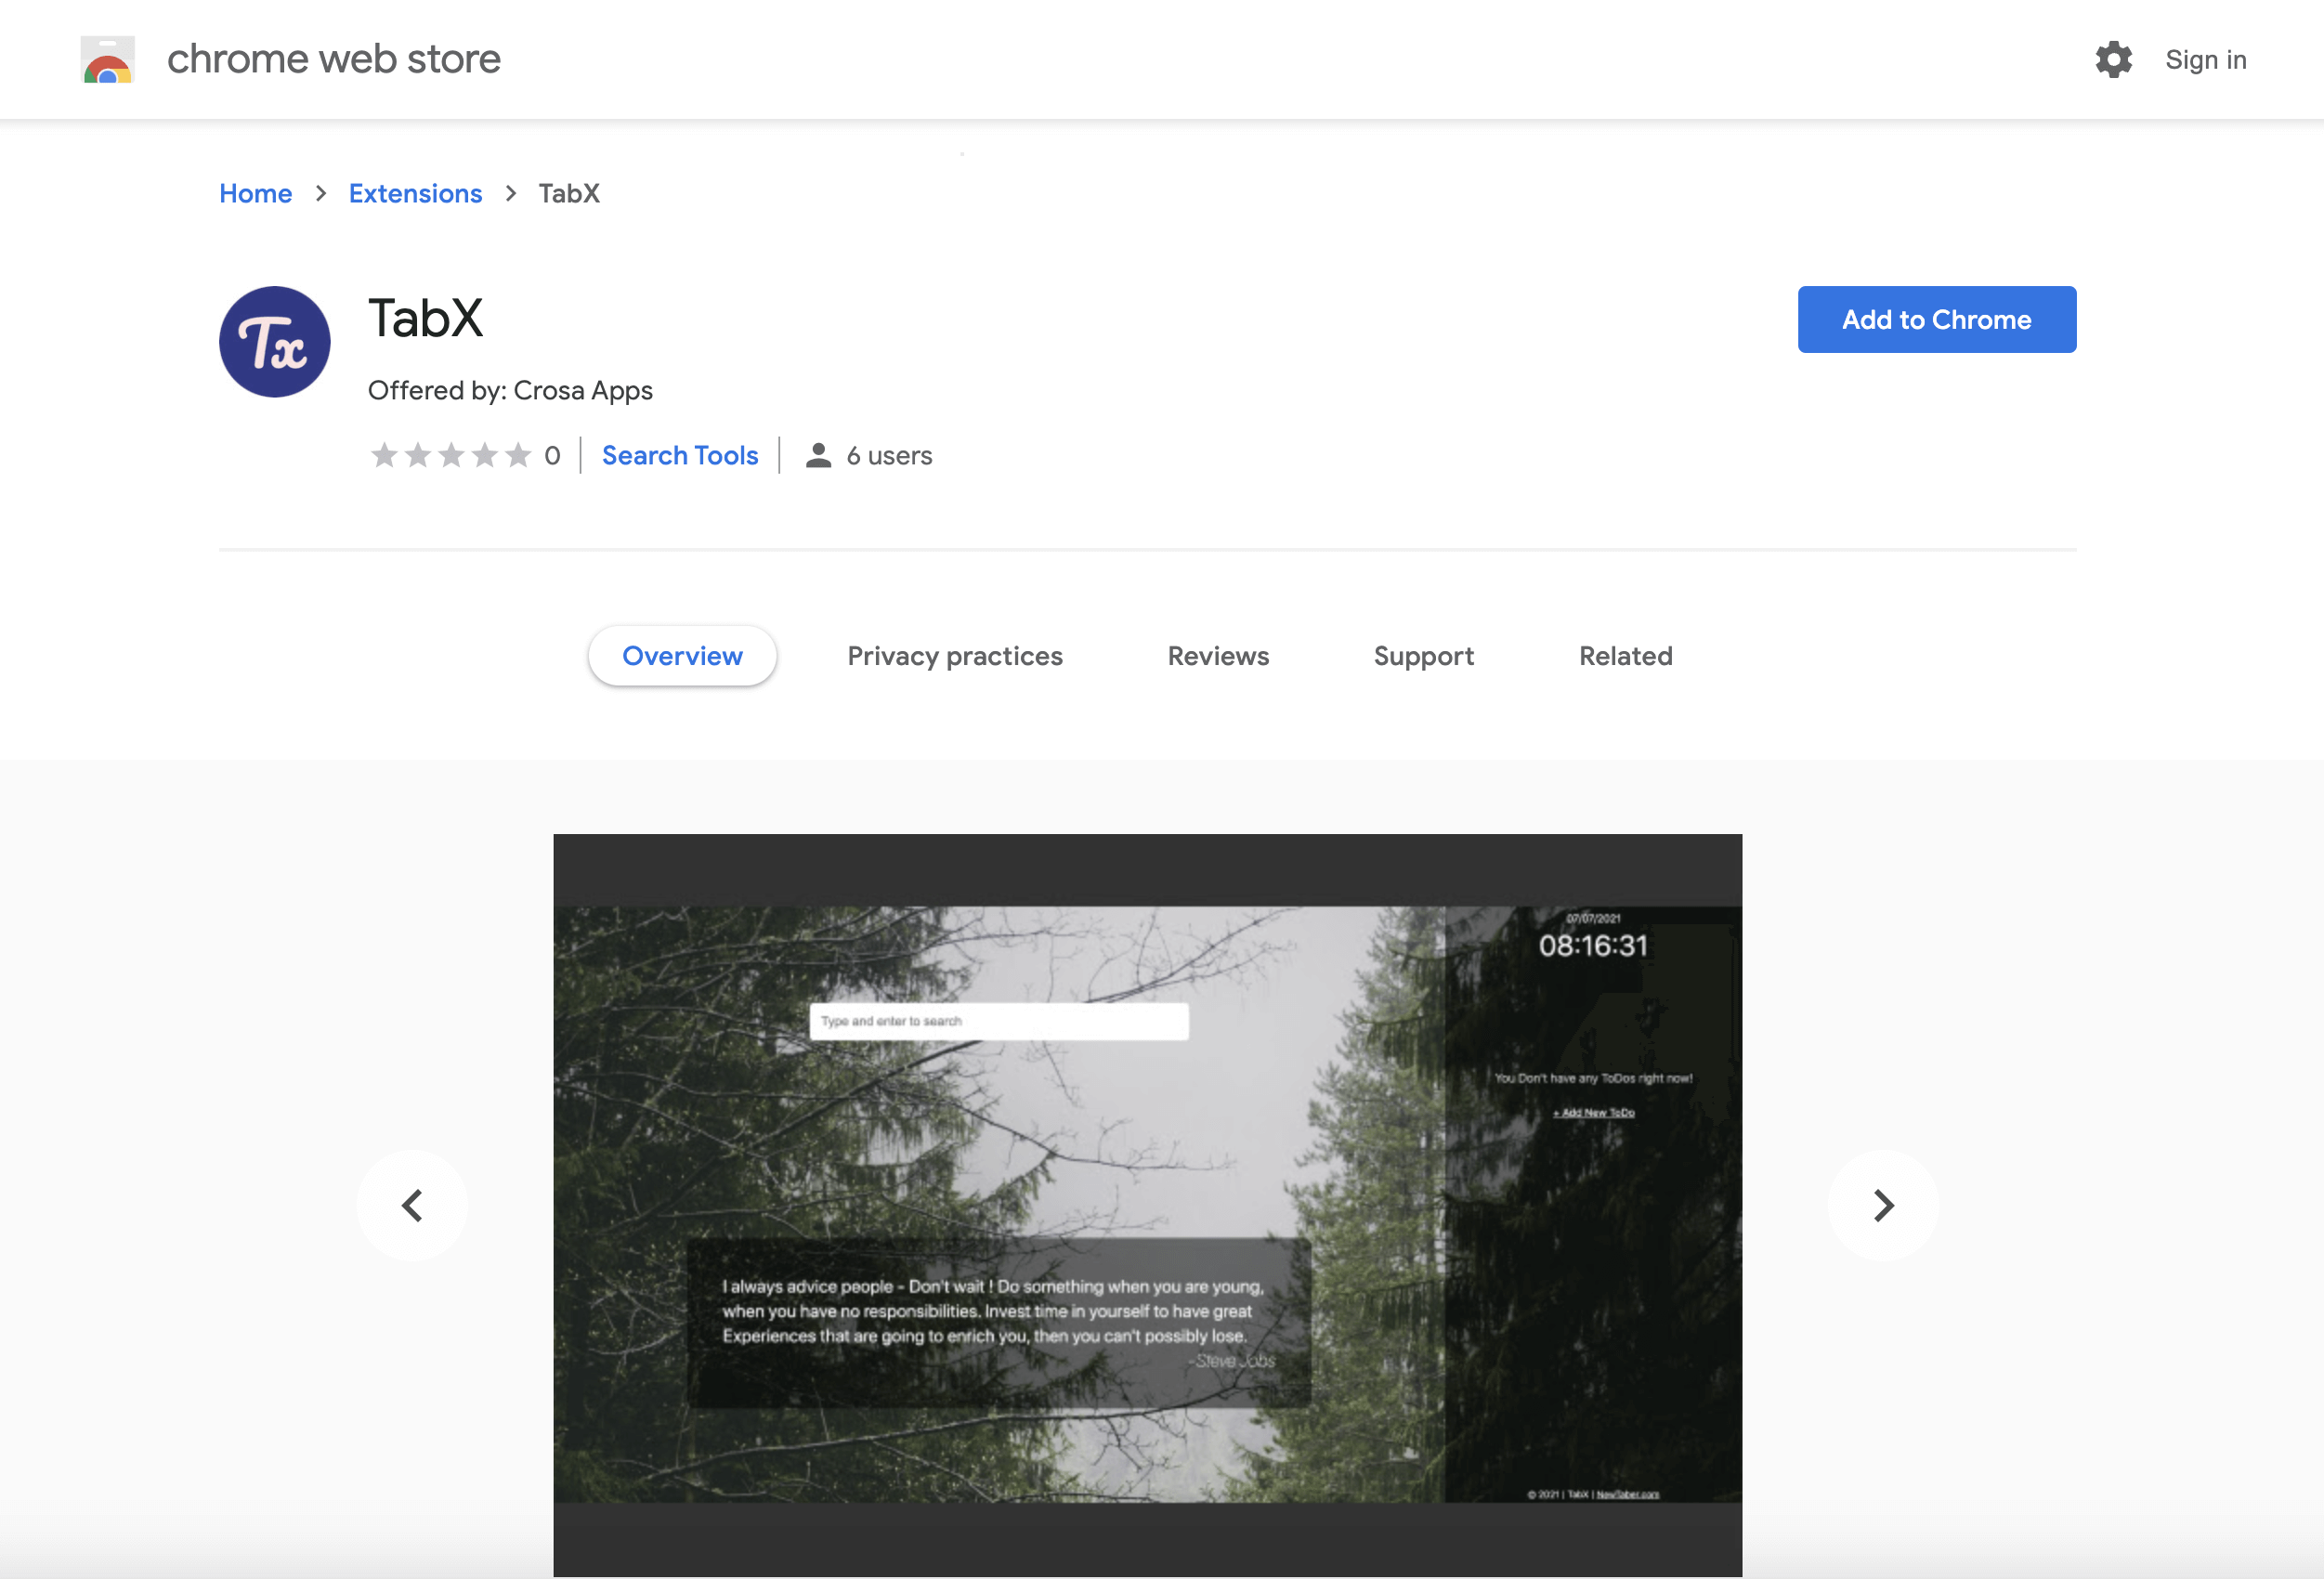 chrome web store
Sign in
Home > Extensions > TabX
Tx
TabX
Add to Chrome
Offered by: Crosa Apps
0 | Search Tools | 6 users
Overview
Privacy practices
Reviews
Support
Related
07/07/2021
08:16:31
Type and enter to search
You Don't have any ToDos right now!
+ Add New ToDo
I always advice people - Don't wait ! Do something when you are young,
when you have no responsibilities. Invest time in yourself to have great
Experiences that are going to enrich you, then you can't possibly lose.
-Steve Jobs
© 2021 | TabX | NewTaber.com